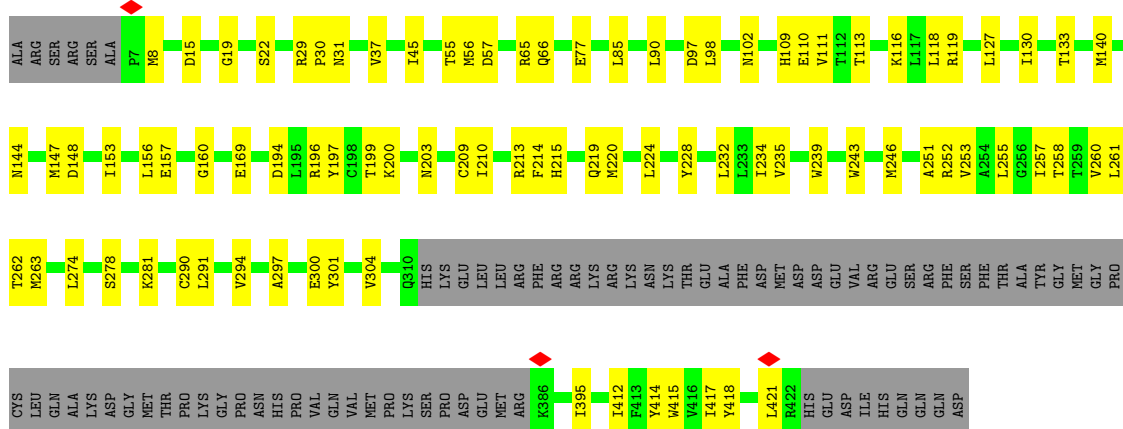 ALA ARG SER ARG SER ALA P7 M8 D15 G19 S22 R29 P30 N31 V37 I45 T55 M56 D57 R65 Q66 E77 L85 L90 D97 L98 N102 H109 E110 V111 T112 T113 K116 L117 L118 R119 L127 I130 T133 M140
N144 M147 D148 I153 L156 E157 G160 E169 D194 L195 R196 Y197 C198 T199 K200 N203 C209 I210 R213 F214 H215 Q219 M220 L224 Y228 L232 L233 I234 V235 W239 W243 M246 A251 R252 V253 A254 L255 G256 I257 T258 T259 V260 L261
T262 M263 L274 S278 K281 C290 L291 V294 A297 E300 Y301 V304 Q310 HIS LYS GLU LEU LEU ARG PHE ARG ARG LYS ARG LYS ASN LYS THR GLU ALA PHE ASP MET ASP ASP GLU VAL ARG GLU SER ARG PHE SER PHE THR ALA TYR GLY MET GLY PRO
CYS LEU GLN ALA LYS ASP GLY MET THR PRO LYS GLY PRO ASN HIS PRO VAL GLN VAL MET PRO LYS SER PRO ASP GLU MET ARG K386 I395 I412 F413 Y414 W415 V416 I417 Y418 L421 R422 HIS GLU ASP ILE HIS GLN GLN GLN ASP